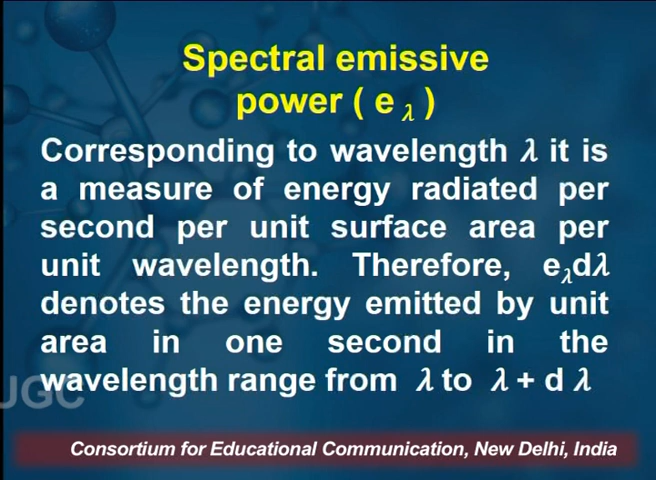 Spectral emissive
power ( e λ )
Corresponding to wavelength λ it is
a measure of energy radiated per
second per unit surface area per
unit wavelength. Therefore, eλdλ
denotes the energy emitted by unit
area in one second in the
wavelength range from λ to λ + d λ
UGC
Consortium for Educational Communication, New Delhi, India